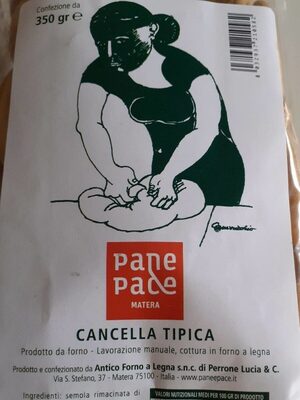 Confezione da
350 gr ℮
pane
pace
MATERA
CANCELLA TIPICA
Prodotto da forno - Lavorazione manuale, cottura in forno a legna
Prodotto e confezionato da Antico Forno a Legna s.n.c. di Perrone Lucia & C.
Via S. Stefano, 37 - Matera 75100 - Italia - www.paneepace.it
Ingredienti: semola rimacinata di
VALORI NUTRIZIONALI MEDI PER 100 GR DI PRODOTTO